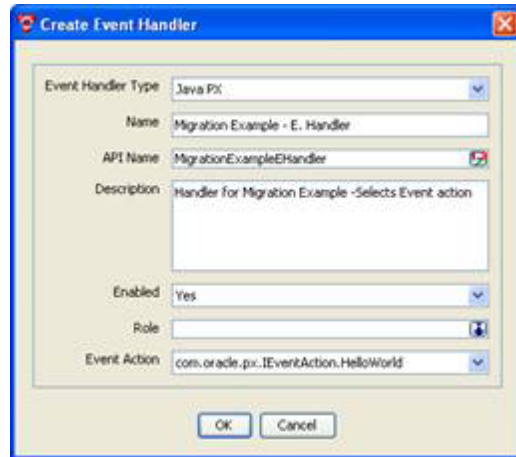 Create Event Handler
Event Handler Type Java PX
Name Migration Example - E. Handler
API Name MigrationExampleEHandler
Description Handler for Migration Example -Selects Event action
Enabled Yes
Role
Event Action com.oracle.px.IEventAction.HelloWorld
OK Cancel